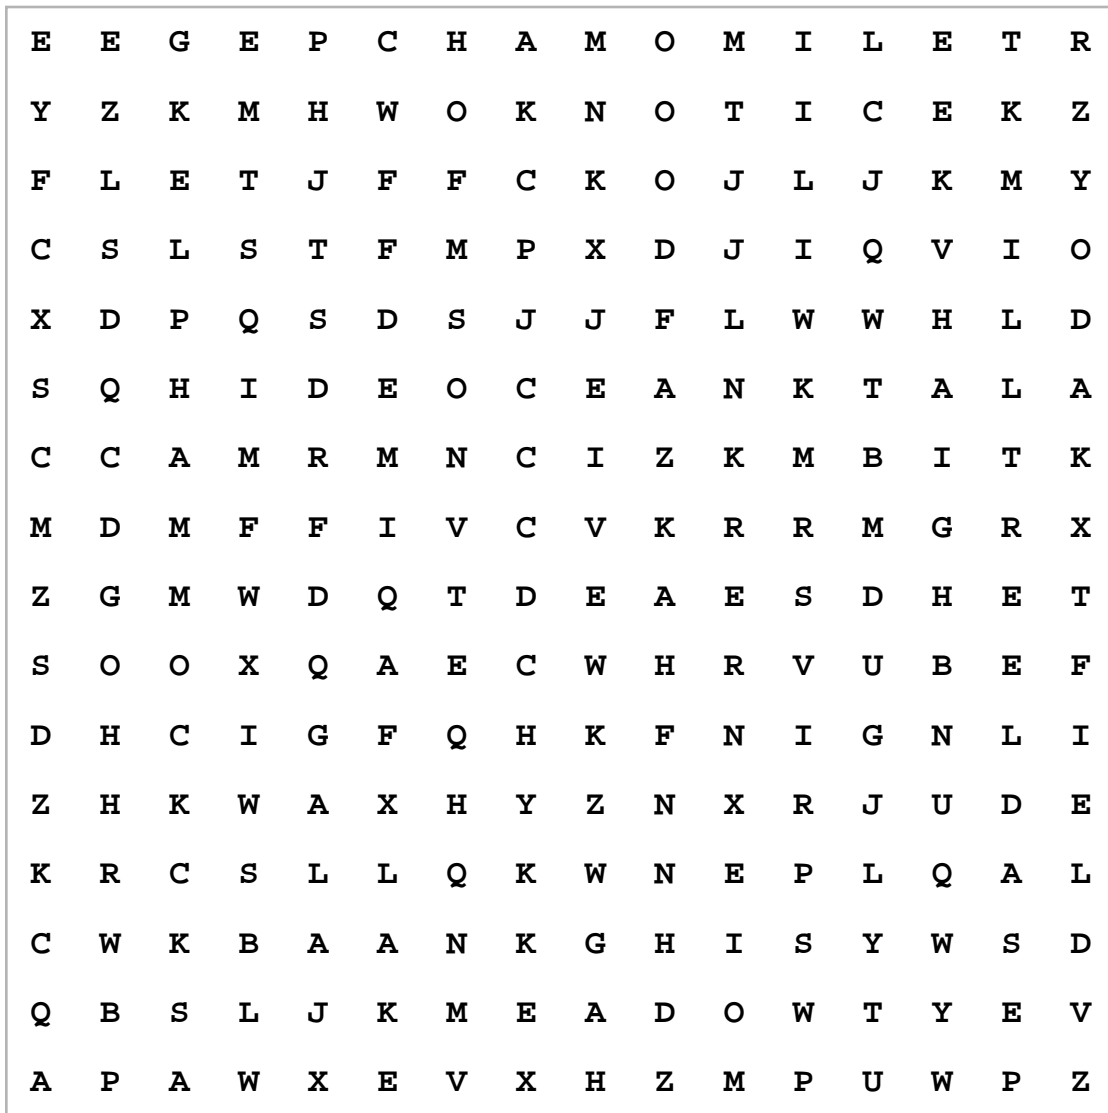 E E G E P C H A M O M I L E T R
Y Z K M H W O K N O T I C E K Z
F L E T J F F C K O J L J K M Y
C S L S T F M P X D J I Q V I O
X D P Q S D S J J F L W W H L D
S Q H I D E O C E A N K T A L A
C C A M R M N C I Z K M B I T K
M D M F F I V C V K R R M G R X
Z G M W D Q T D E A E S D H E T
S O O X Q A E C W H R V U B E F
D H C I G F Q H K F N I G N L I
Z H K W A X H Y Z N X R J U D E
K R C S L L Q K W N E P L Q A L
C W K B A A N K G H I S Y W S D
Q B S L J K M E A D O W T Y E V
A P A W X E V X H Z M P U W P Z